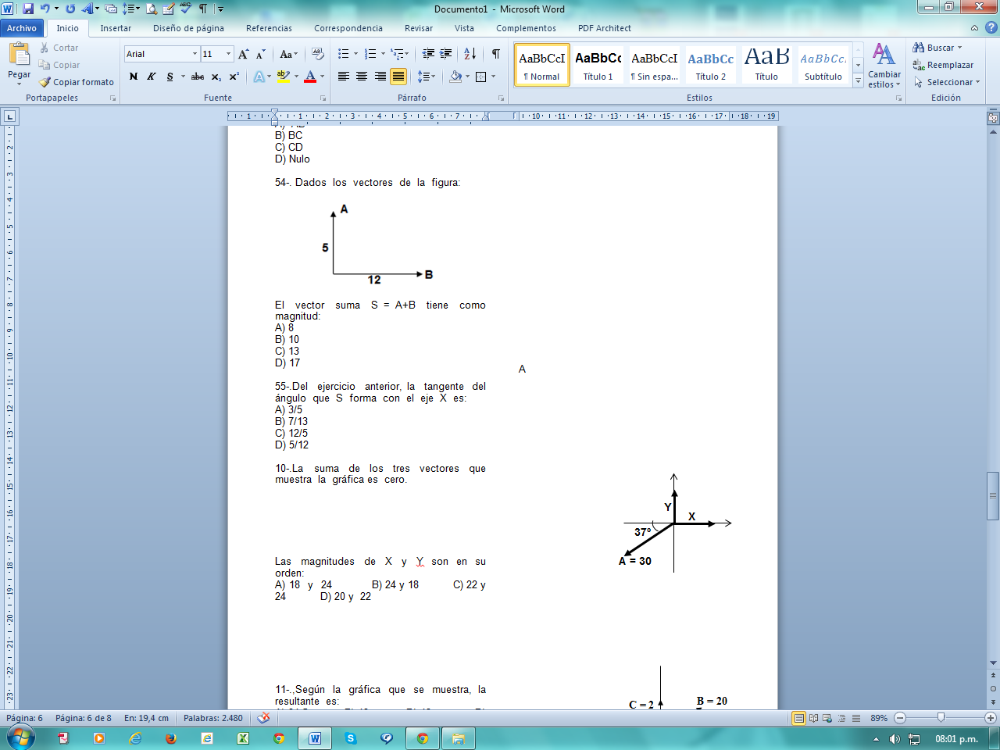 Documento1 - Microsoft Word
Archivo Inicio Insertar Diseño de página Referencias Correspondencia Revisar Vista Complementos PDF Architect
Pegar
Cortar
Copiar
Copiar formato
Portapapeles
Arial 11
N K S abc x₂ x²
Fuente
Párrafo
AaBbCcI AaBbCc AaBbCcI AaBbCc AaB AaBbCc.
¶ Normal Título 1 ¶ Sin espa... Título 2 Título Subtítulo
Estilos
Cambiar estilos
Buscar
Reemplazar
Seleccionar
Edición
B) BC
C) CD
D) Nulo
54-. Dados los vectores de la figura:
A
5
12
B
El vector suma S = A+B tiene como
magnitud:
A) 8
B) 10
C) 13
D) 17
A
55-.Del ejercicio anterior, la tangente del
ángulo que S forma con el eje X es:
A) 3/5
B) 7/13
C) 12/5
D) 5/12
10-.La suma de los tres vectores que
muestra la gráfica es cero.
Y
X
37º
A = 30
Las magnitudes de X y Y son en su
orden:
A) 18 y 24 B) 24 y 18 C) 22 y
24 D) 20 y 22
11-.,Según la gráfica que se muestra, la
resultante es:
C = 2
B = 20
Página: 6 Página: 6 de 8 En: 19,4 cm Palabras: 2.480 89%
08:01 p.m.